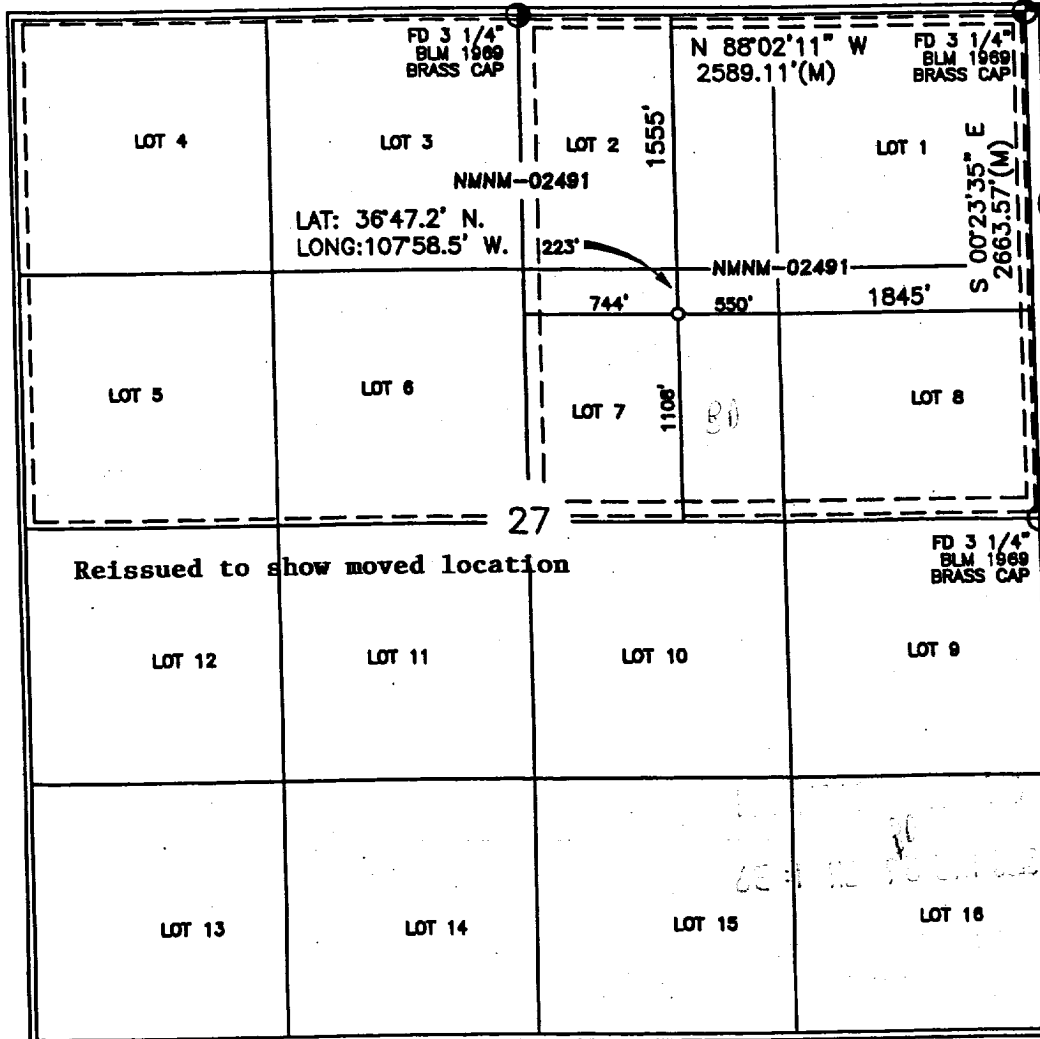 FD 3 1/4"
BLM 1969
BRASS CAP
N 88°02'11" W
2589.11'(M)
FD 3 1/4"
BLM 1969
BRASS CAP
LOT 4
LOT 3
LOT 2
1555'
LOT 1
S 00°23'35" E
2663.57'(M)
NMNM-02491
LAT: 36°47.2' N.
LONG:107°58.5' W.
223'
NMNM-02491
744'
550'
1845'
LOT 5
LOT 6
LOT 7
1106'
LOT 8
27
Reissued to show moved location
FD 3 1/4"
BLM 1969
BRASS CAP
LOT 12
LOT 11
LOT 10
LOT 9
LOT 13
LOT 14
LOT 15
LOT 16